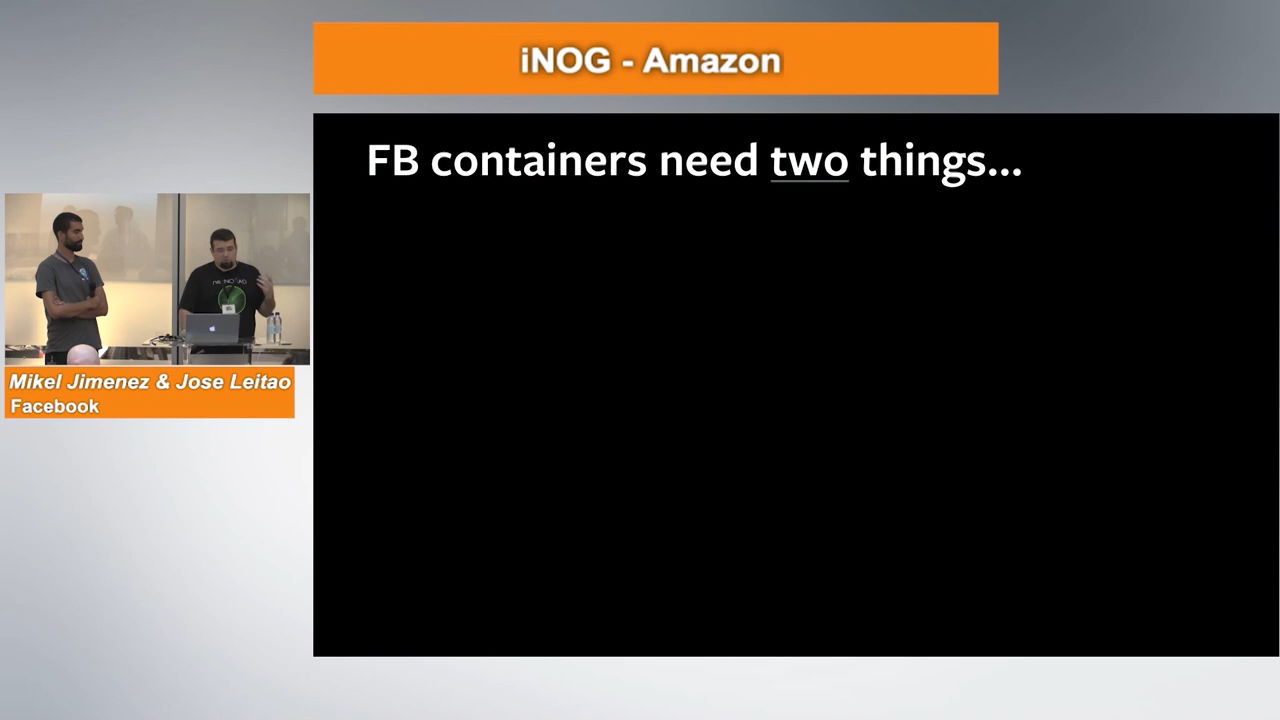 iNOG - Amazon
FB containers need two things...
Mikel Jimenez & Jose Leitao
Facebook